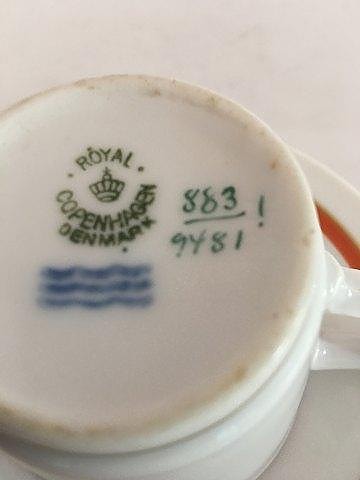 ROYAL
COPENHAGEN
DENMARK
883 !
9481